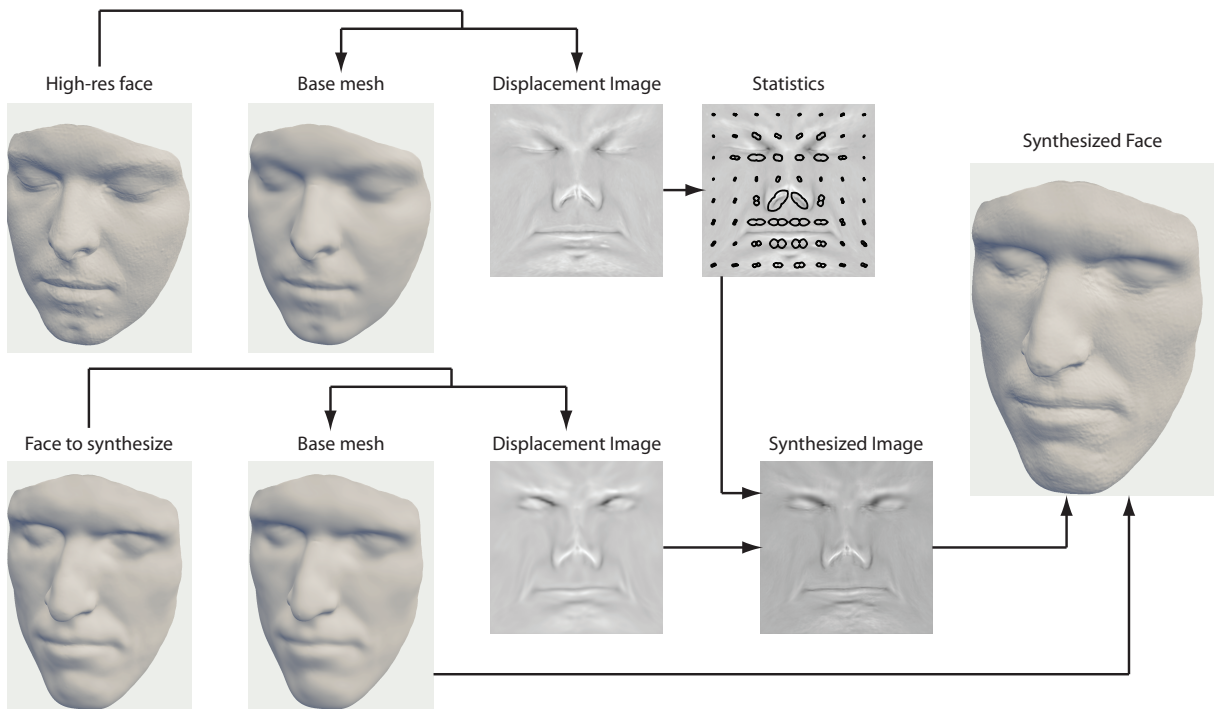 High-res face
Base mesh
Displacement Image
Statistics
Synthesized Face
Face to synthesize
Base mesh
Displacement Image
Synthesized Image